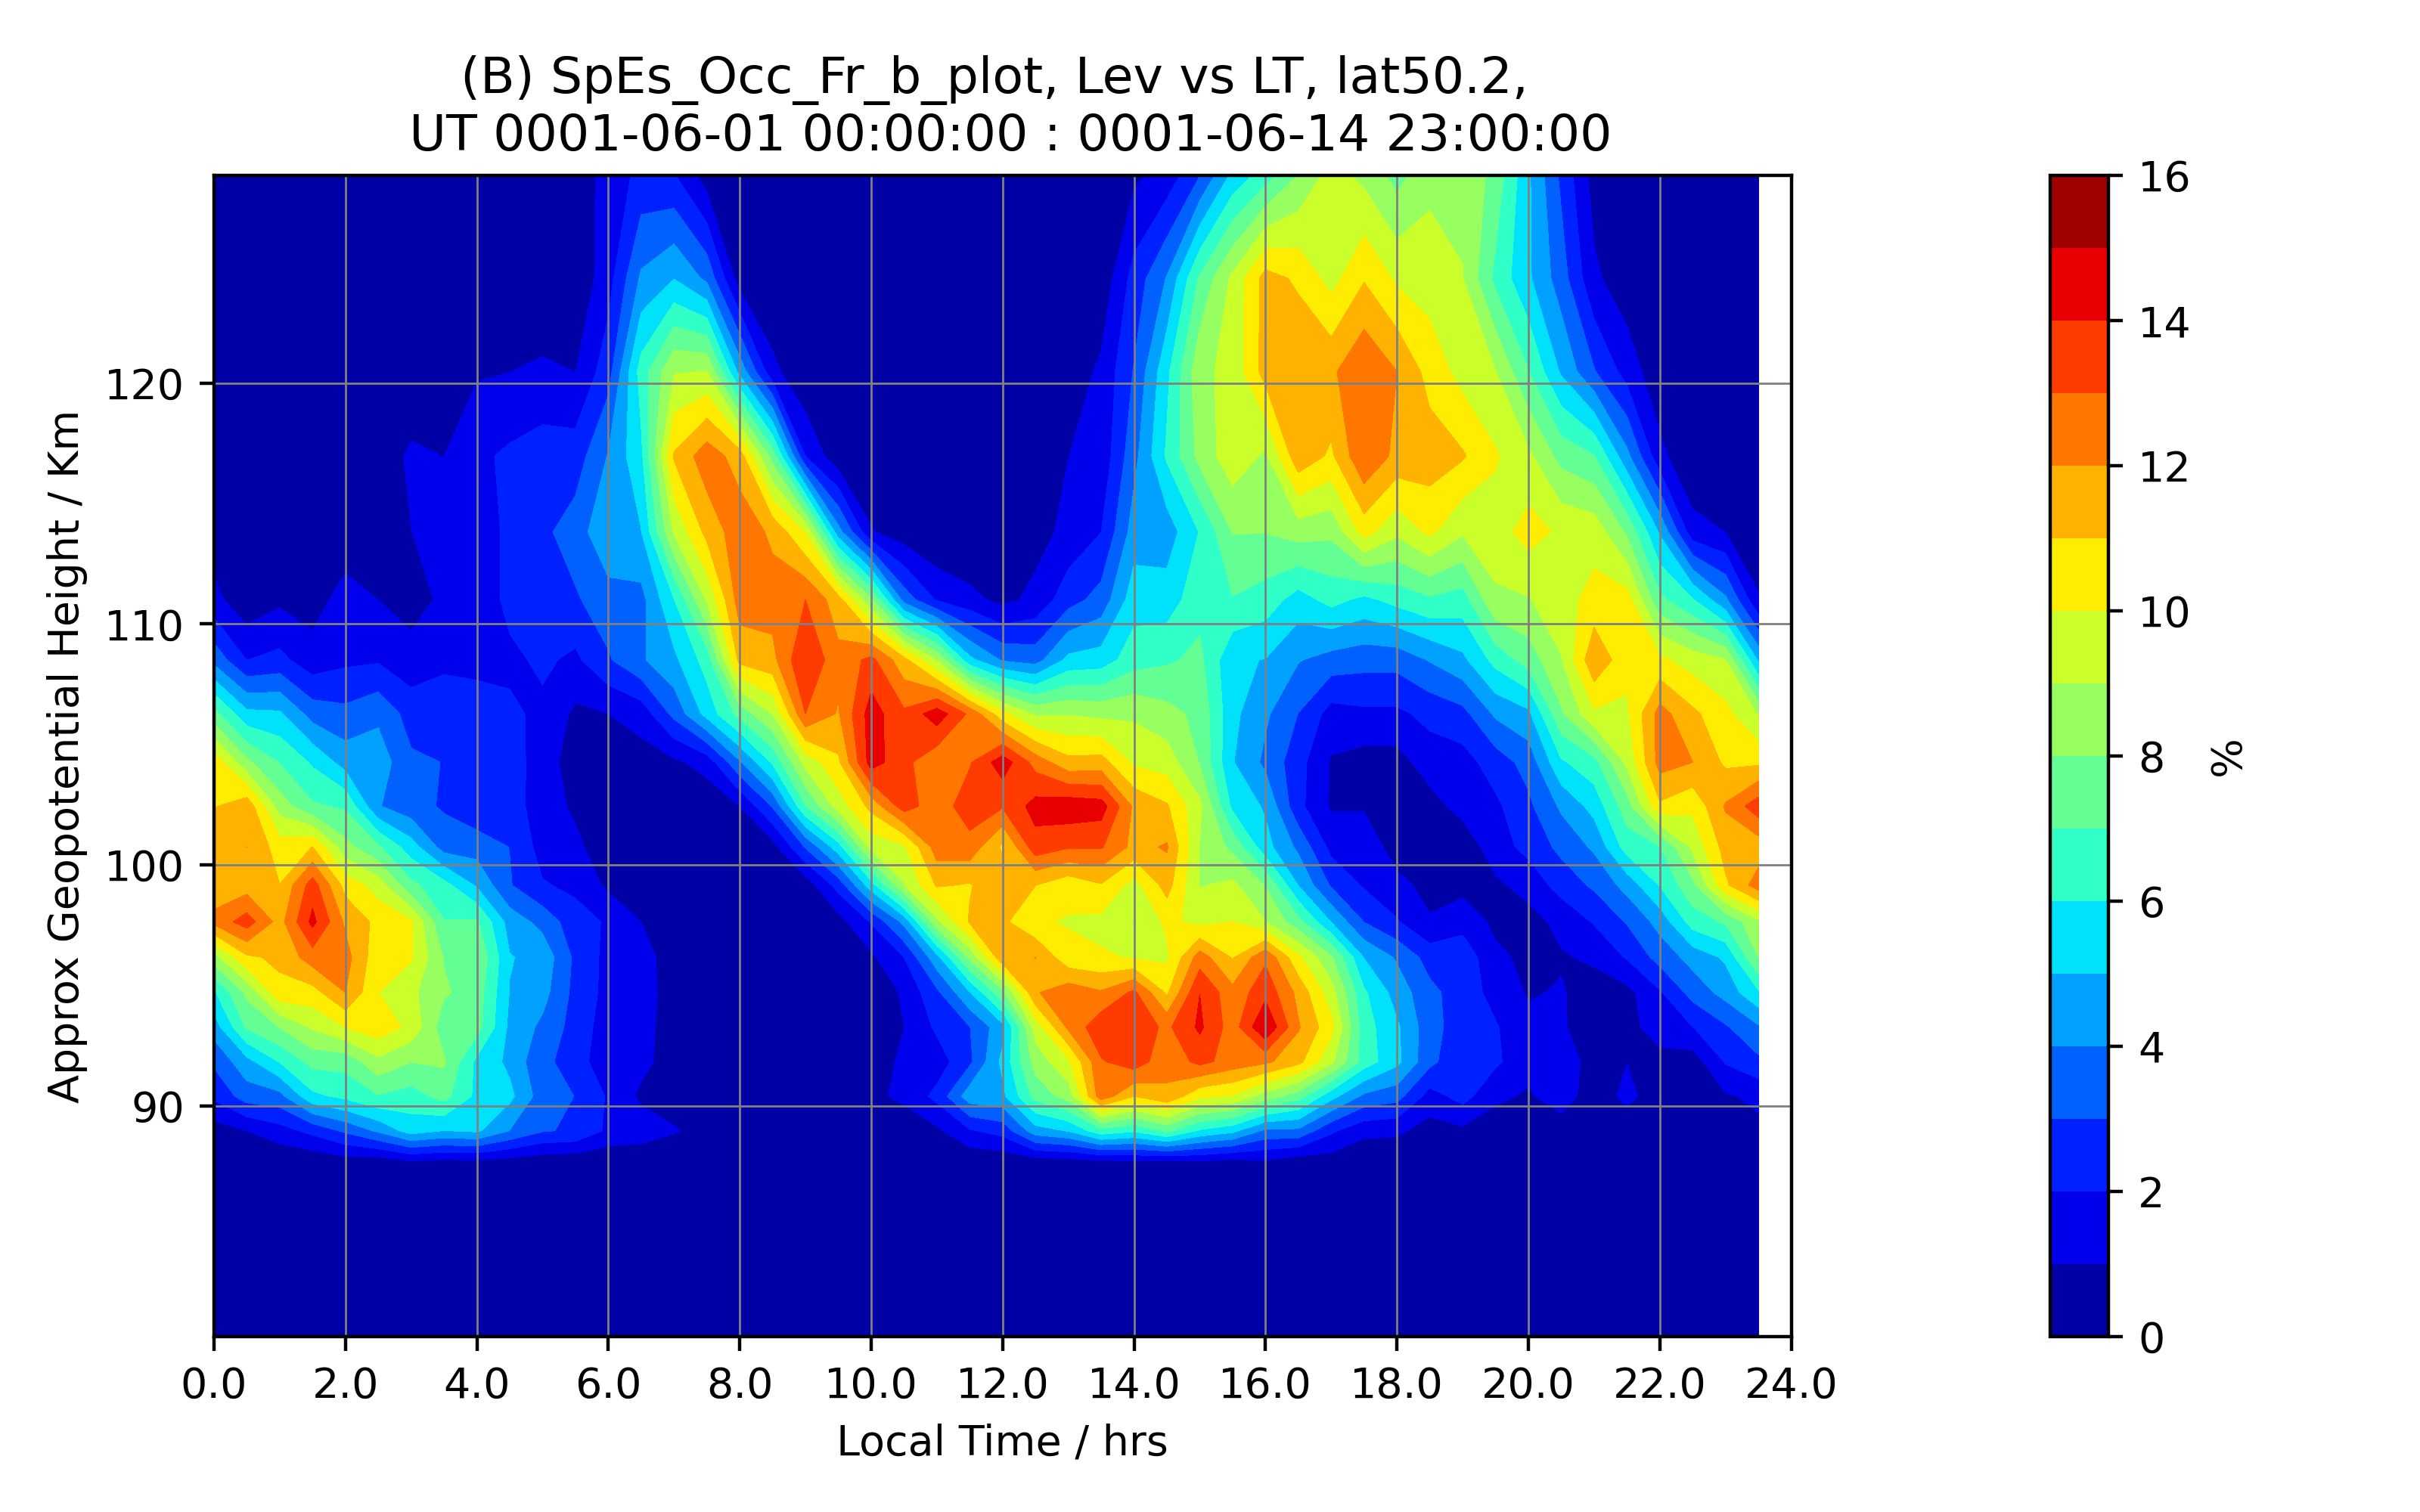 (B) SpEs_Occ_Fr_b_plot, Lev vs LT, lat50.2,
UT 0001-06-01 00:00:00 : 0001-06-14 23:00:00
Approx Geopotential Height / Km
120
110
100
90
0.0 2.0 4.0 6.0 8.0 10.0 12.0 14.0 16.0 18.0 20.0 22.0 24.0
Local Time / hrs
16
14
12
10
8
6
4
2
0
%